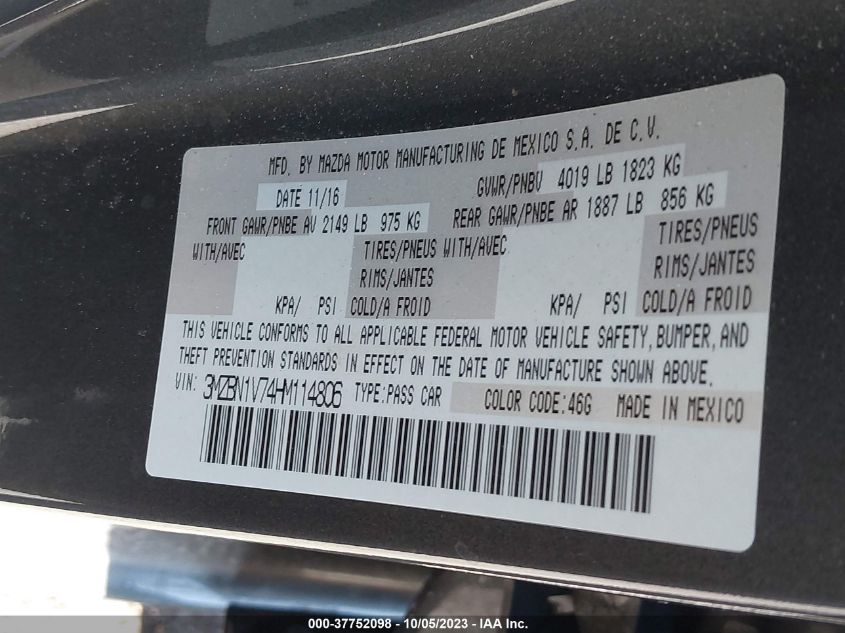 MFD. BY MAZDA MOTOR MANUFACTURING DE MEXICO S.A. DE C.V.
DATE 11/16 GVWR/PNBV 4019 LB 1823 KG
FRONT GAWR/PNBE AV 2149 LB 975 KG REAR GAWR/PNBE AR 1887 LB 856 KG
WITH/AVEC TIRES/PNEUS WITH/AVEC TIRES/PNEUS
RIMS/JANTES RIMS/JANTES
KPA/ PSI COLD/A FROID KPA/ PSI COLD/A FROID
THIS VEHICLE CONFORMS TO ALL APPLICABLE FEDERAL MOTOR VEHICLE SAFETY, BUMPER, AND
THEFT PREVENTION STANDARDS IN EFFECT ON THE DATE OF MANUFACTURE SHOWN ABOVE.
VIN: 3MZBN1V74HM114806 TYPE:PASS CAR COLOR CODE:46G MADE IN MEXICO
000-37752098 - 10/05/2023 - IAA Inc.